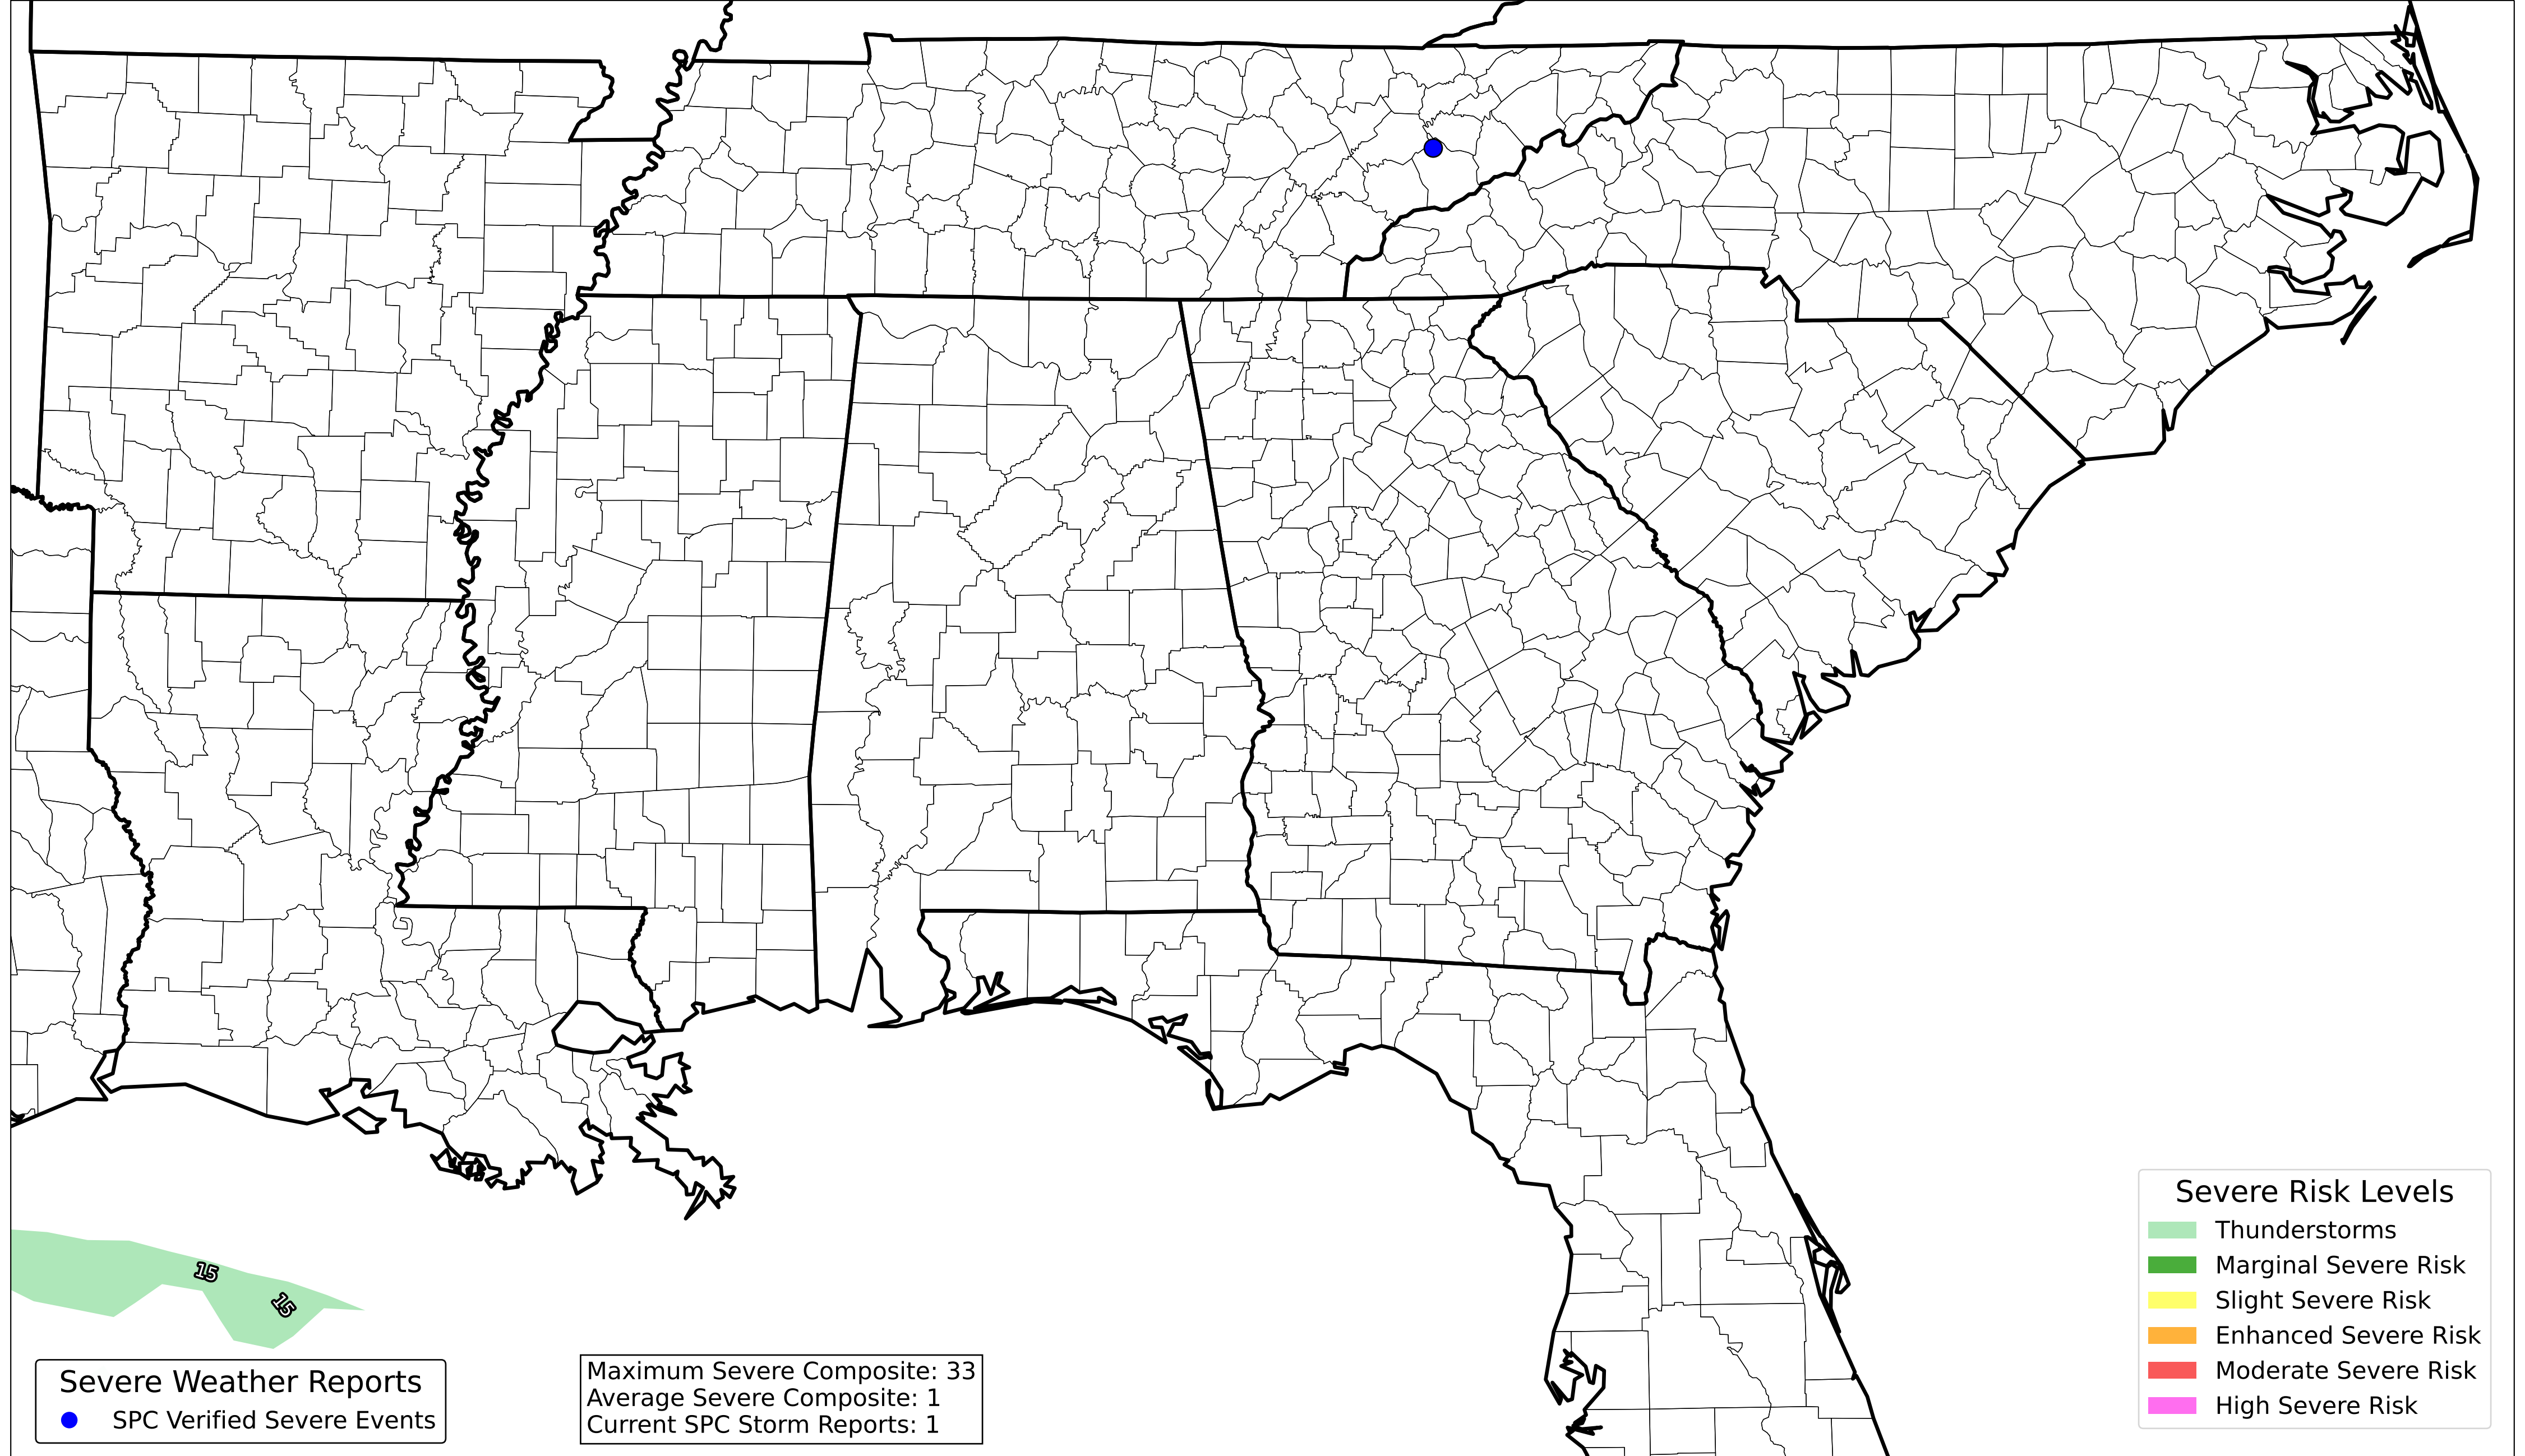 15
15
Severe Weather Reports
SPC Verified Severe Events
Maximum Severe Composite: 33
Average Severe Composite: 1
Current SPC Storm Reports: 1
Severe Risk Levels
Thunderstorms
Marginal Severe Risk
Slight Severe Risk
Enhanced Severe Risk
Moderate Severe Risk
High Severe Risk